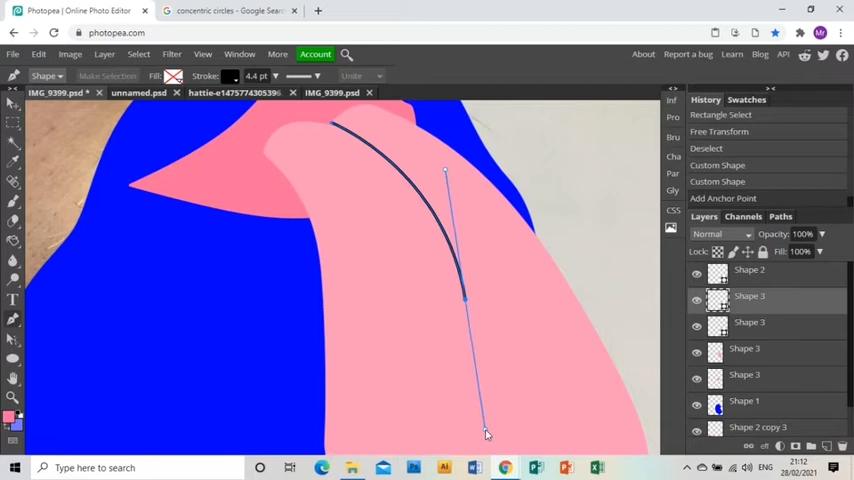 Photopea | Online Photo Editor
concentric circles - Google Sear
photopea.com
Mr
File Edit Image Layer Select Filter View Window More Account
About Report a bug Learn Blog API
Shape Make Selection Fill: Stroke: 4.4 pt Unite
IMG_9399.psd * unnamed.psd hattie-e1475774305396. IMG_9399.psd
Inf
Pro
Bru
Cha
Par
Gly
CSS
History Swatches
Rectangle Select
Free Transform
Deselect
Custom Shape
Custom Shape
Add Anchor Point
Layers Channels Paths
Normal Opacity: 100%
Lock: Fill: 100%
Shape 2
Shape 3
Shape 3
Shape 3
Shape 3
Shape 1
Shape 2 copy 3
eff
Type here to search
ENG
21:12
28/02/2021